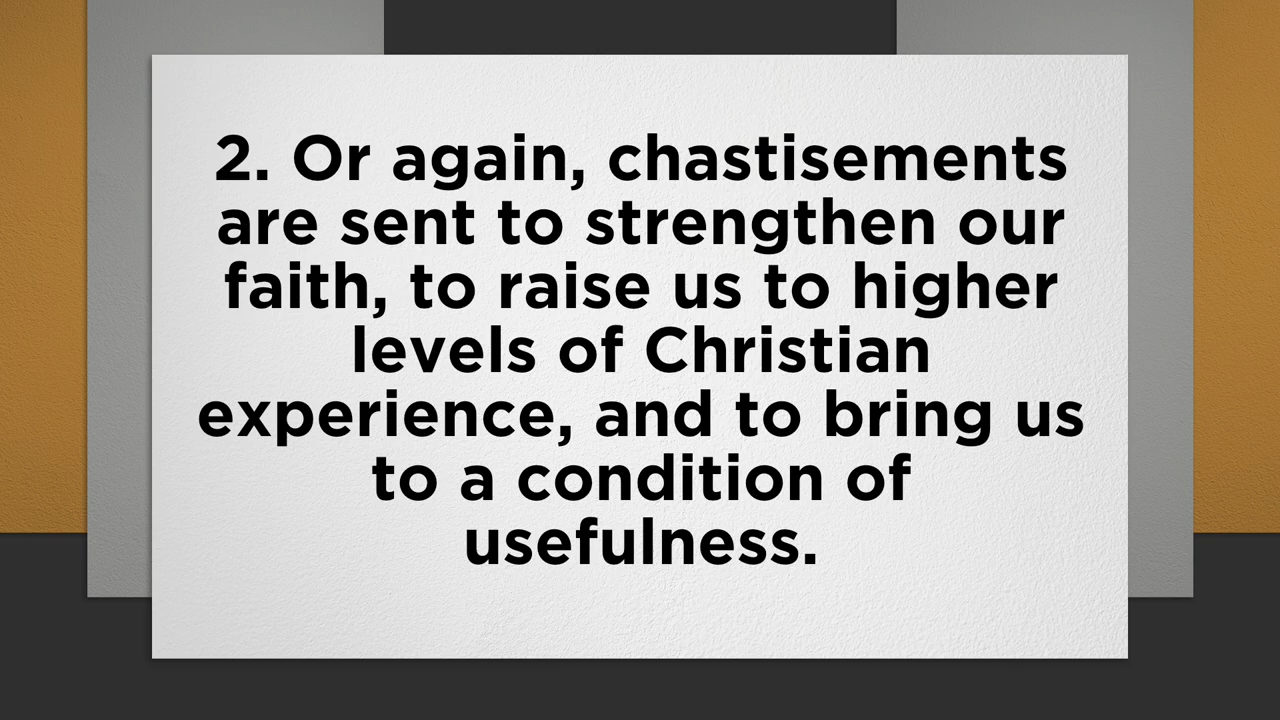 2. Or again, chastisements
are sent to strengthen our
faith, to raise us to higher
levels of Christian
experience, and to bring us
to a condition of
usefulness.